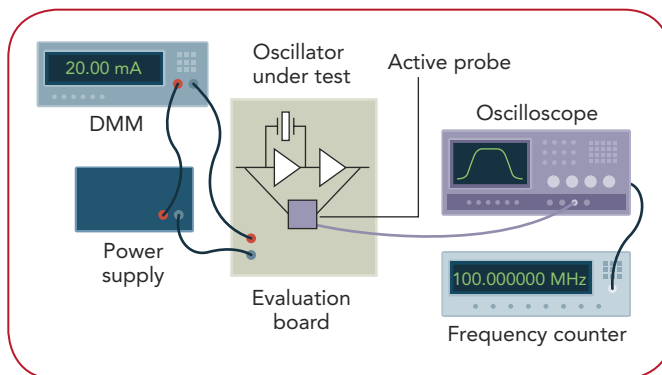 20.00 mA
DMM
Oscillator
under test
Active probe
Oscilloscope
Power
supply
Evaluation
board
100.000000 MHz
Frequency counter